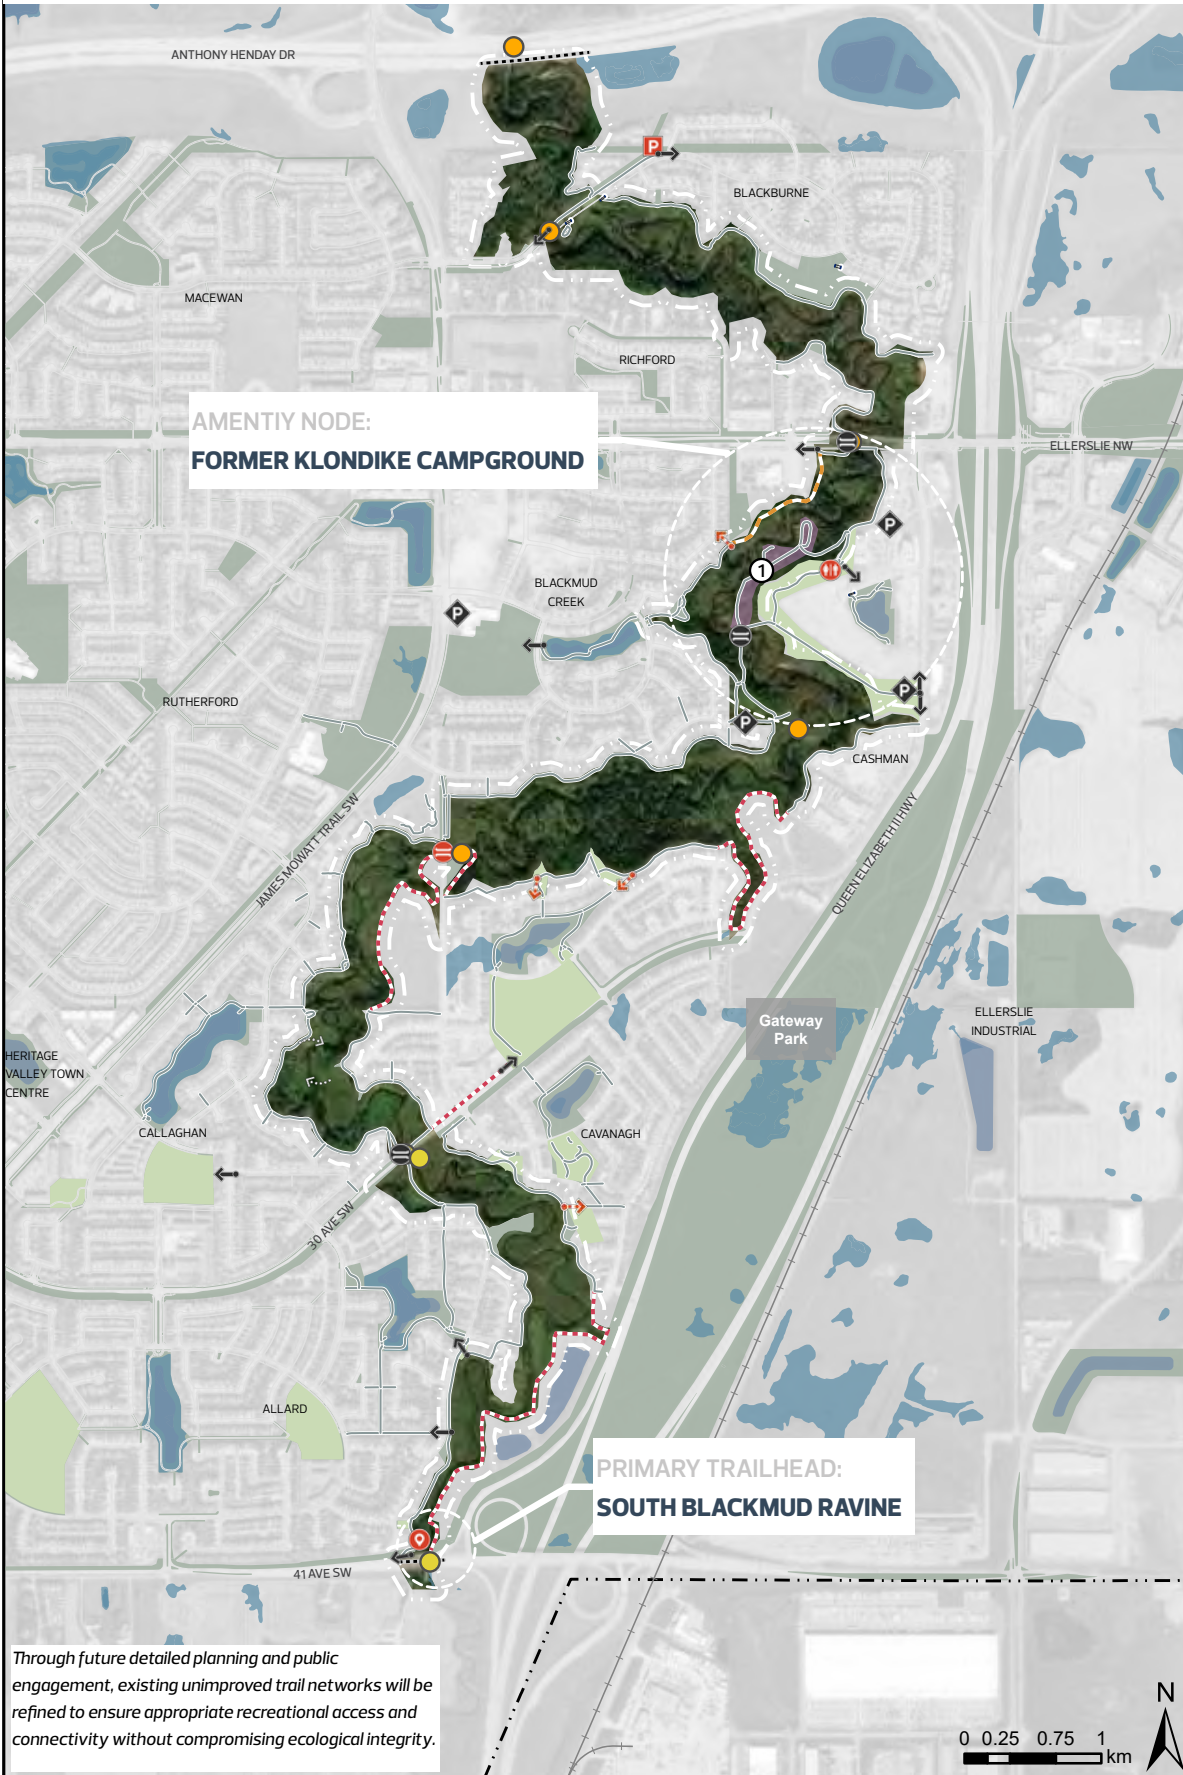 ANTHONY HENDAY DR
P
BLACKBURNE
MACEWAN
RICHFORD
AMENTIY NODE:
FORMER KLONDIKE CAMPGROUND
ELLERSLIE NW
P
1
BLACKMUD
CREEK
P
RUTHERFORD
P
P
CASHMAN
JAMES MOWATT TRAIL SW
QUEEN ELIZABETH II HWY
Gateway
Park
ELLERSLIE
INDUSTRIAL
HERITAGE
VALLEY TOWN
CENTRE
CALLAGHAN
CAVANAGH
30 AVE SW
ALLARD
PRIMARY TRAILHEAD:
SOUTH BLACKMUD RAVINE
41 AVE SW
Through future detailed planning and public
engagement, existing unimproved trail networks will be
refined to ensure appropriate recreational access and
connectivity without compromising ecological integrity.
N
0 0.25 0.75 1
km